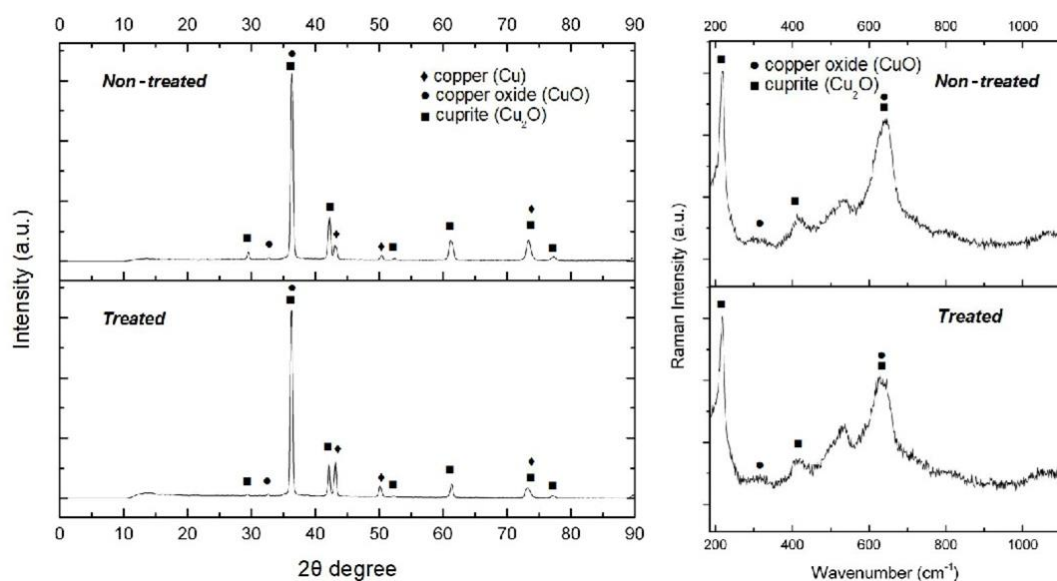 0 10 20 30 40 50 60 70 80 90
Non-treated
◆ copper (Cu)
● copper oxide (CuO)
■ cuprite (Cu₂O)
Treated
Intensity (a.u.)
0 10 20 30 40 50 60 70 80 90
2θ degree
200 400 600 800 1000
● copper oxide (CuO)
■ cuprite (Cu₂O)
Non-treated
Treated
Raman Intensity (a.u.)
200 400 600 800 1000
Wavenumber (cm⁻¹)